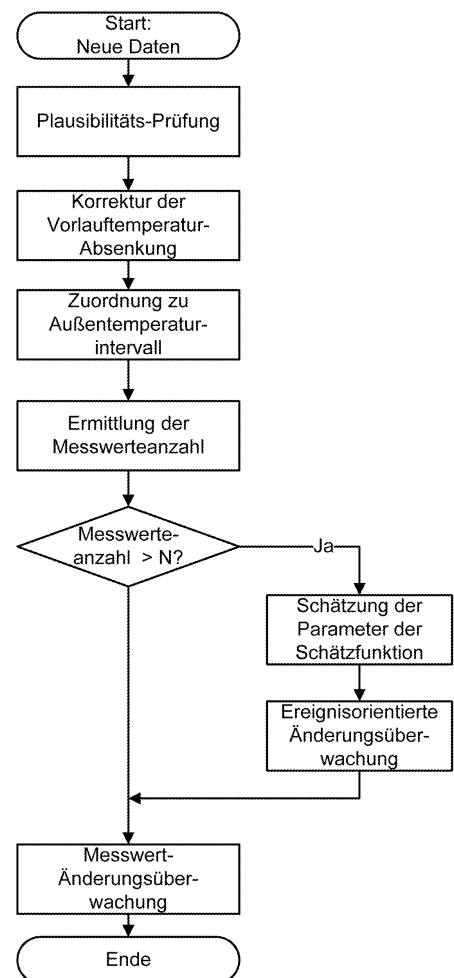 Start:
Neue Daten
Plausibilitäts-Prüfung
Korrektur der
Vorlauftemperatur-
Absenkung
Zuordnung zu
Außentemperatur-
intervall
Ermittlung der
Messwerteanzahl
Messwerte-
anzahl > N?
Ja
Schätzung der
Parameter der
Schätzfunktion
Ereignisorientierte
Änderungsüber-
wachung
Messwert-
Änderungsüber-
wachung
Ende